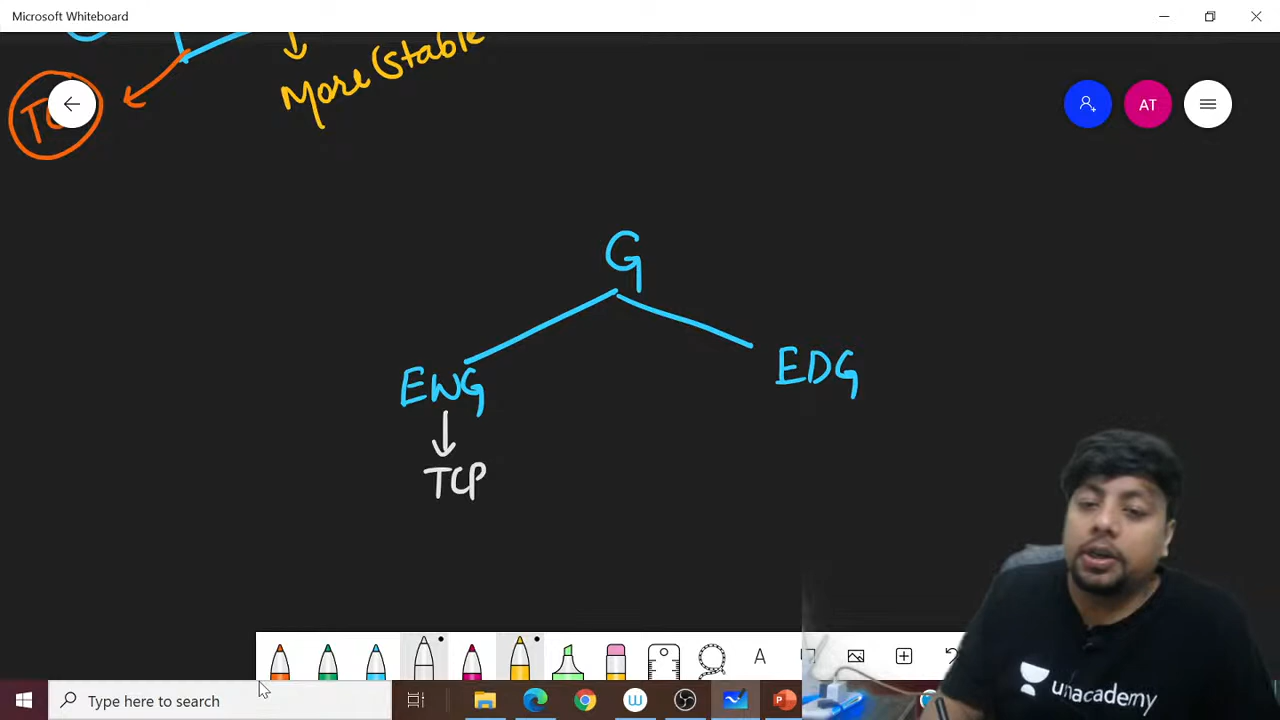 Microsoft Whiteboard
More (stable
AT
G
EWG
EDG
TCP
A
Type here to search
unacademy